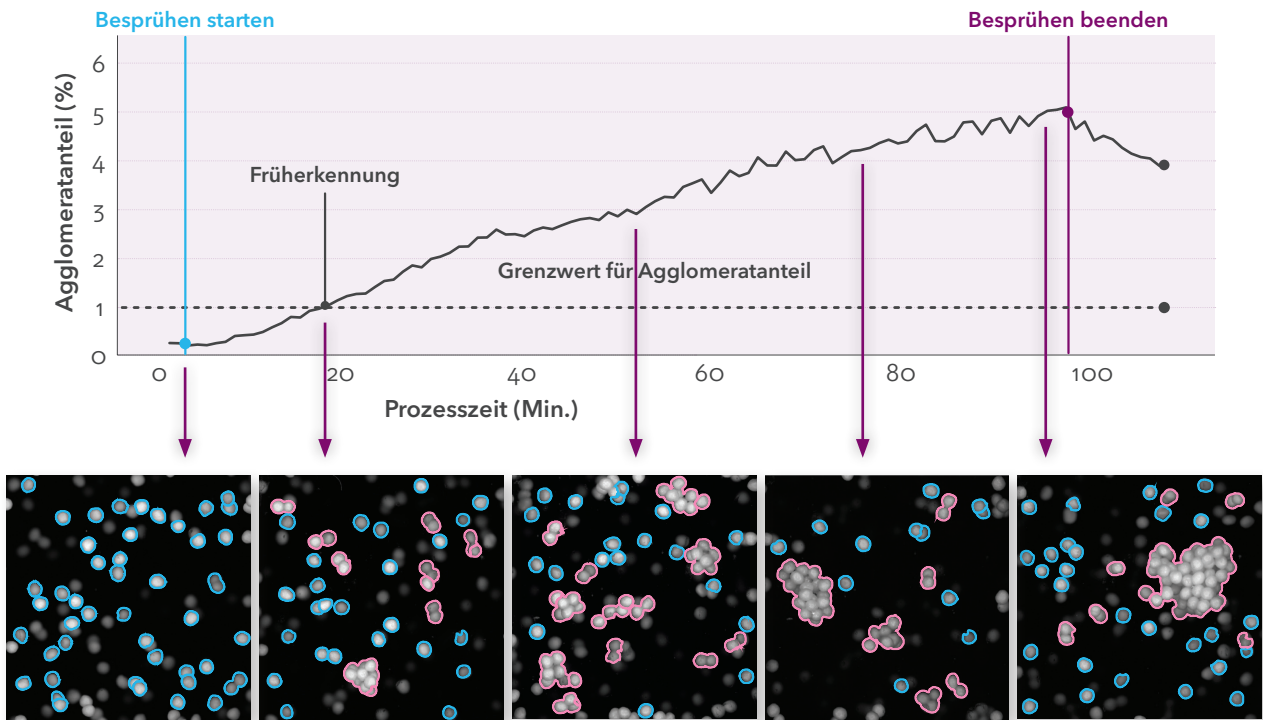 Besprühen starten
Besprühen beenden
Agglomeratanteil (%)
6
5
4
3
2
1
0
Früherkennung
Grenzwert für Agglomeratanteil
0 20 40 60 80 100
Prozesszeit (Min.)